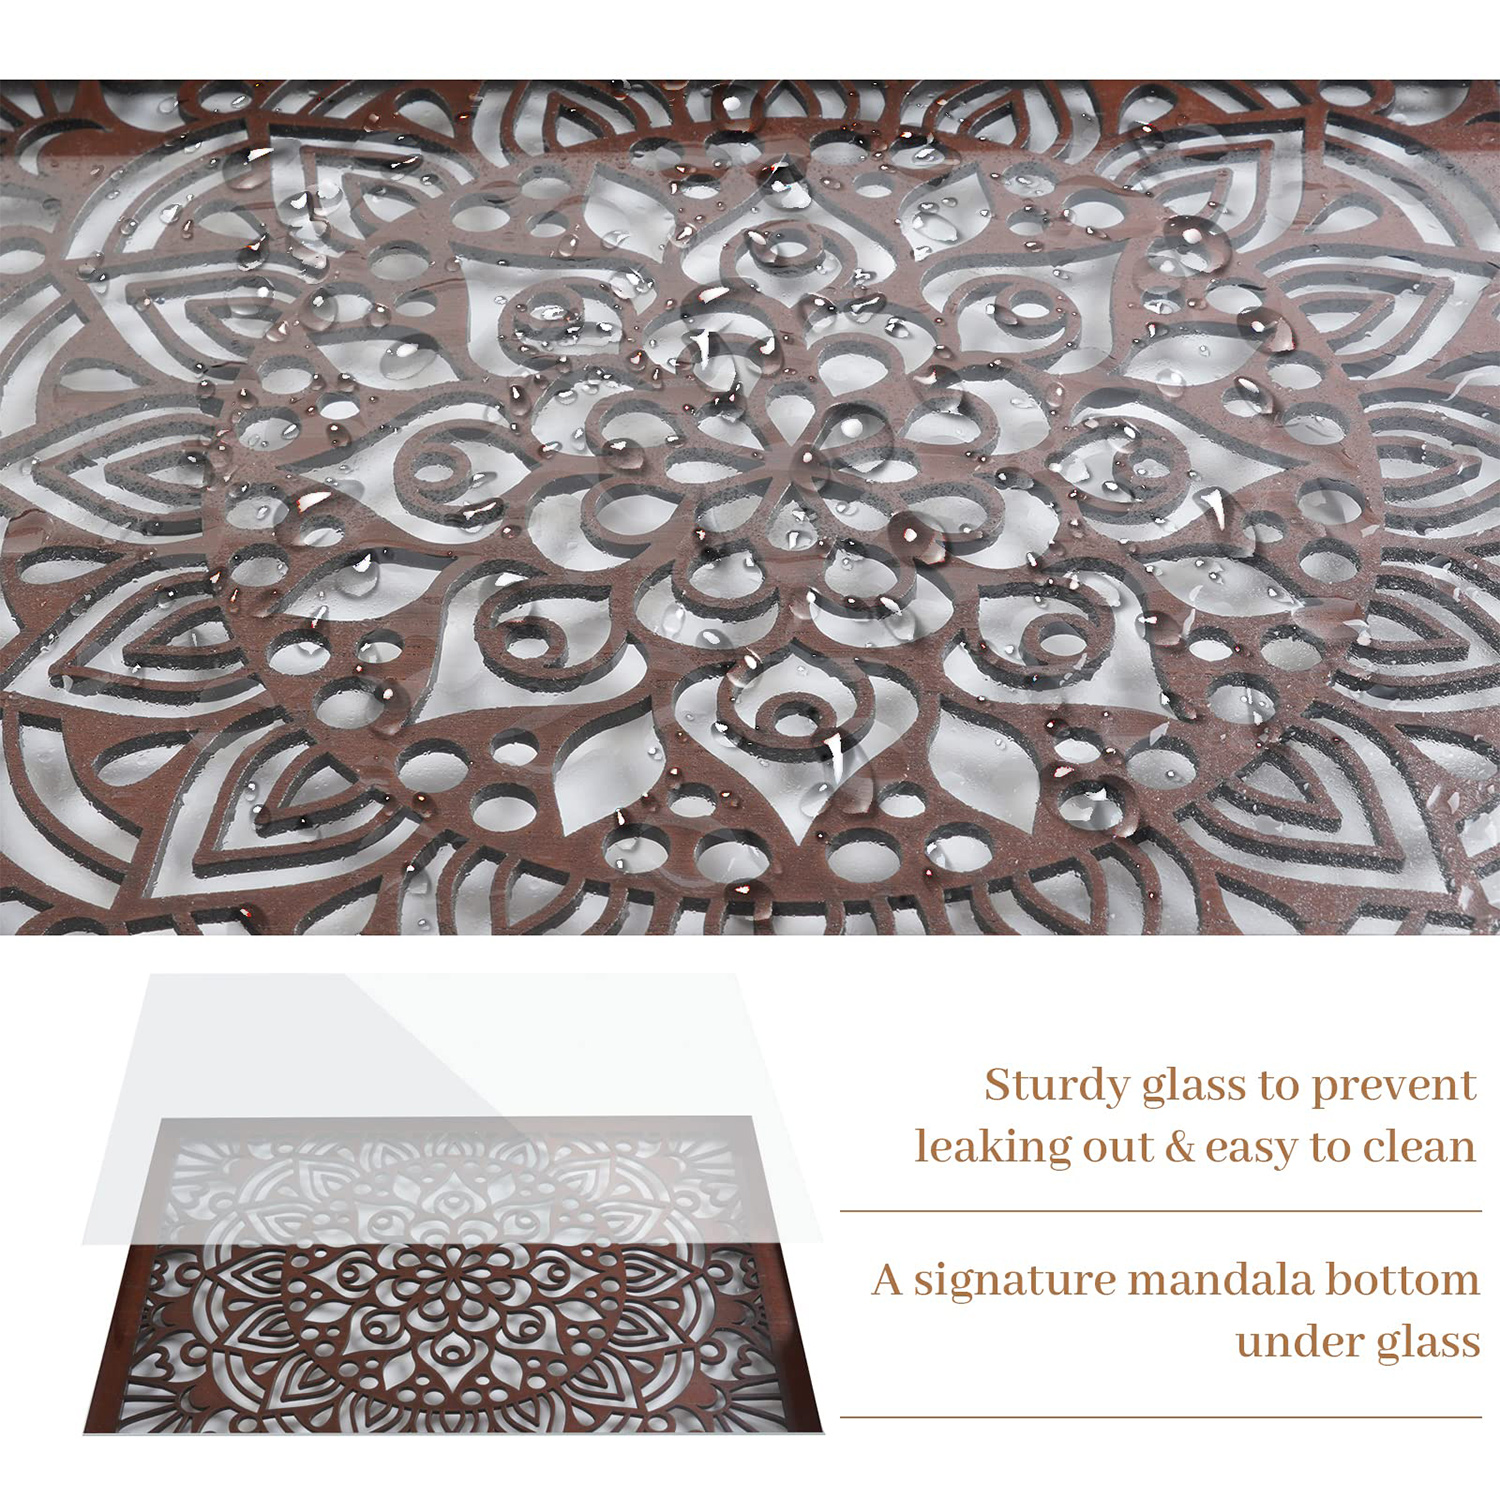 Sturdy glass to prevent
leaking out & easy to clean
A signature mandala bottom
under glass